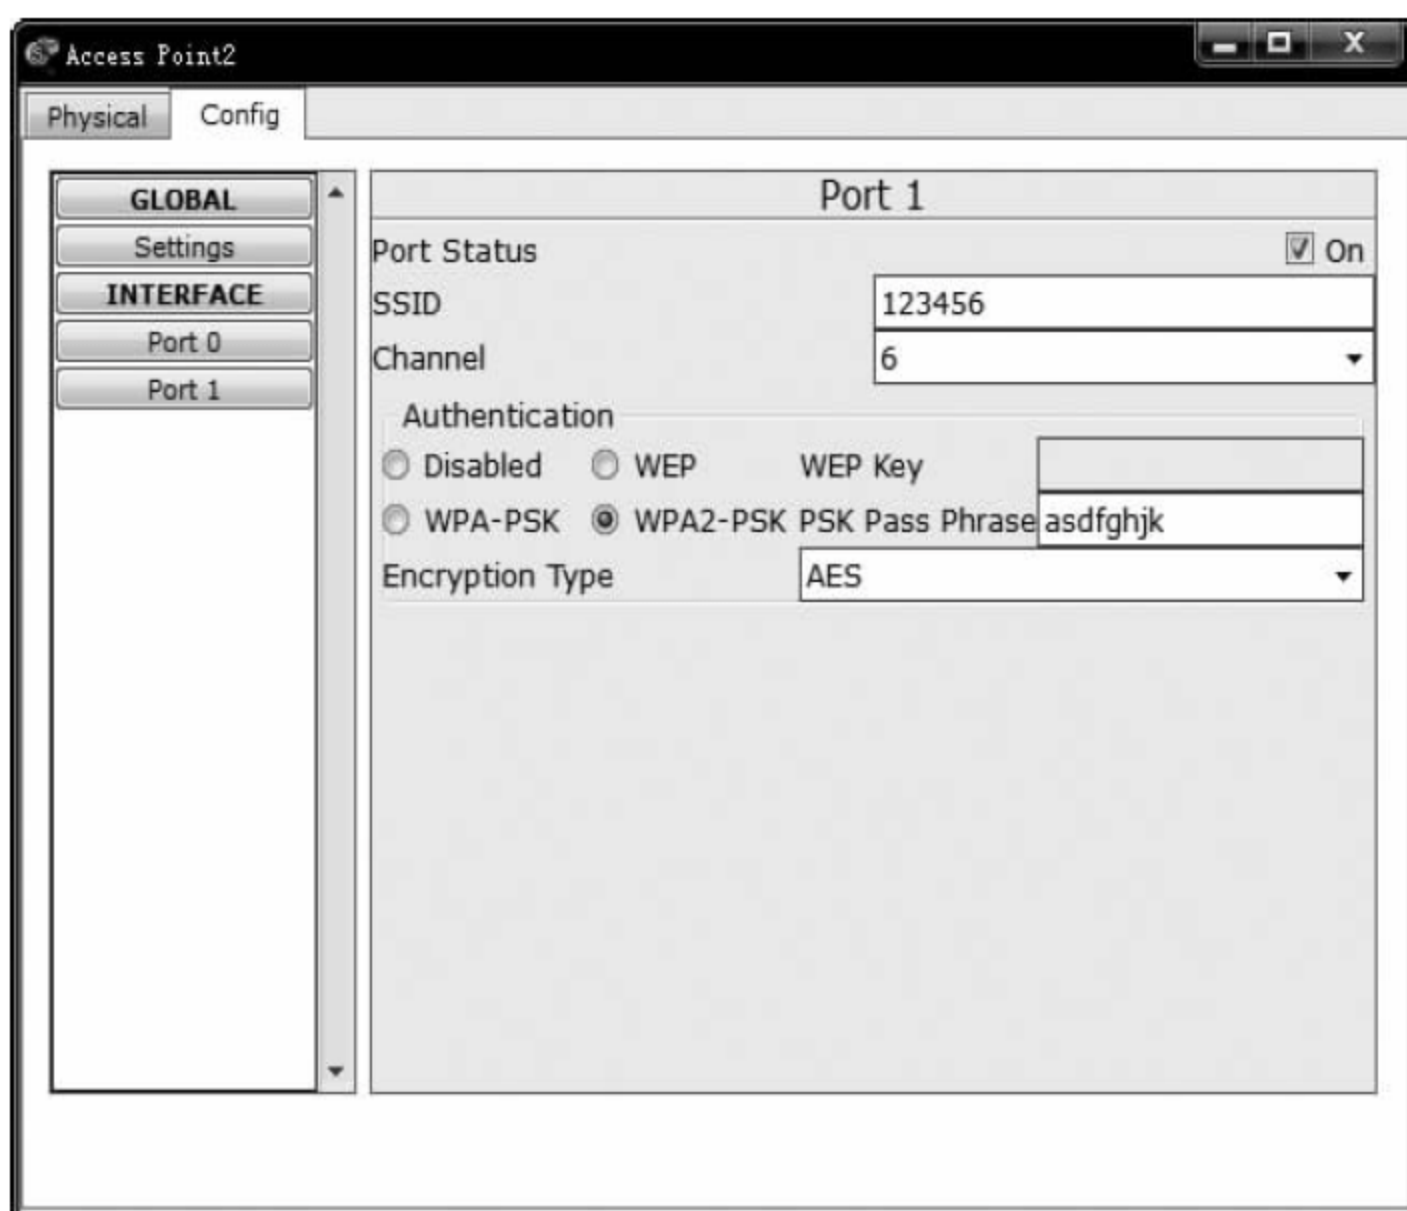 Access Point2
Physical Config
GLOBAL
Settings
INTERFACE
Port 0
Port 1
Port 1
Port Status On
SSID 123456
Channel 6
Authentication
Disabled WEP WEP Key
WPA-PSK WPA2-PSK PSK Pass Phrase asdfghjk
Encryption Type AES